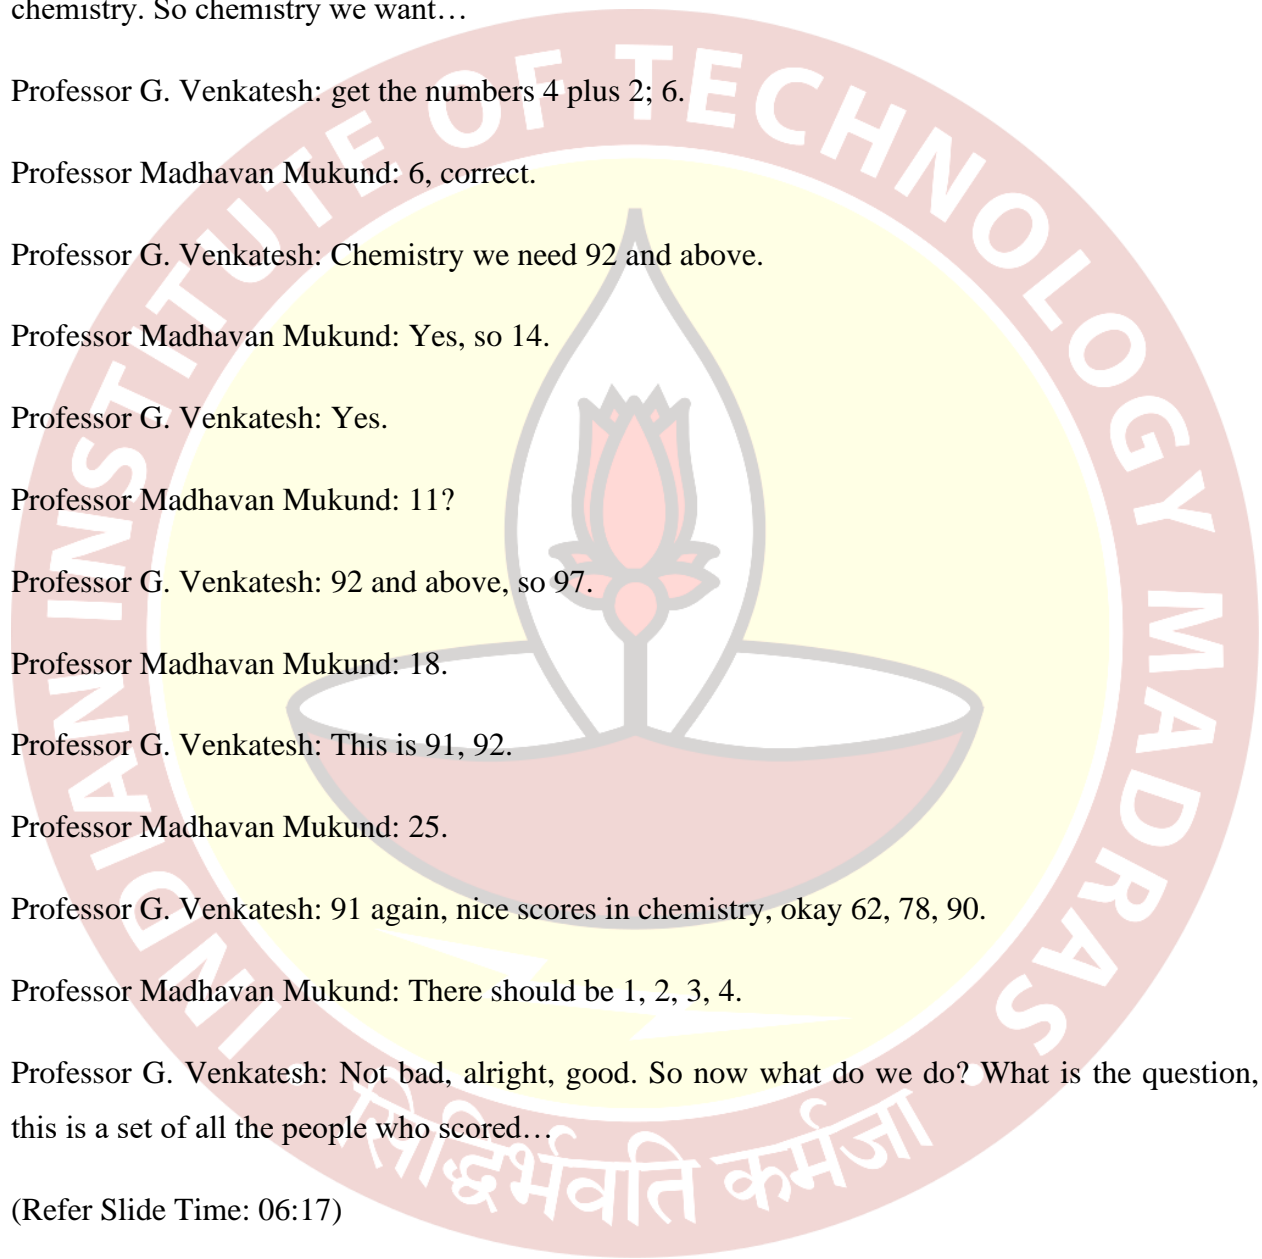 chemistry. So chemistry we want…
Professor G. Venkatesh: get the numbers 4 plus 2; 6.
Professor Madhavan Mukund: 6, correct.
Professor G. Venkatesh: Chemistry we need 92 and above.
Professor Madhavan Mukund: Yes, so 14.
Professor G. Venkatesh: Yes.
Professor Madhavan Mukund: 11?
Professor G. Venkatesh: 92 and above, so 97.
Professor Madhavan Mukund: 18.
Professor G. Venkatesh: This is 91, 92.
Professor Madhavan Mukund: 25.
Professor G. Venkatesh: 91 again, nice scores in chemistry, okay 62, 78, 90.
Professor Madhavan Mukund: There should be 1, 2, 3, 4.
Professor G. Venkatesh: Not bad, alright, good. So now what do we do? What is the question,
this is a set of all the people who scored…
(Refer Slide Time: 06:17)
INDIAN INSTITUTE OF TECHNOLOGY MADRAS
सिद्धिर्भवति कर्मजा